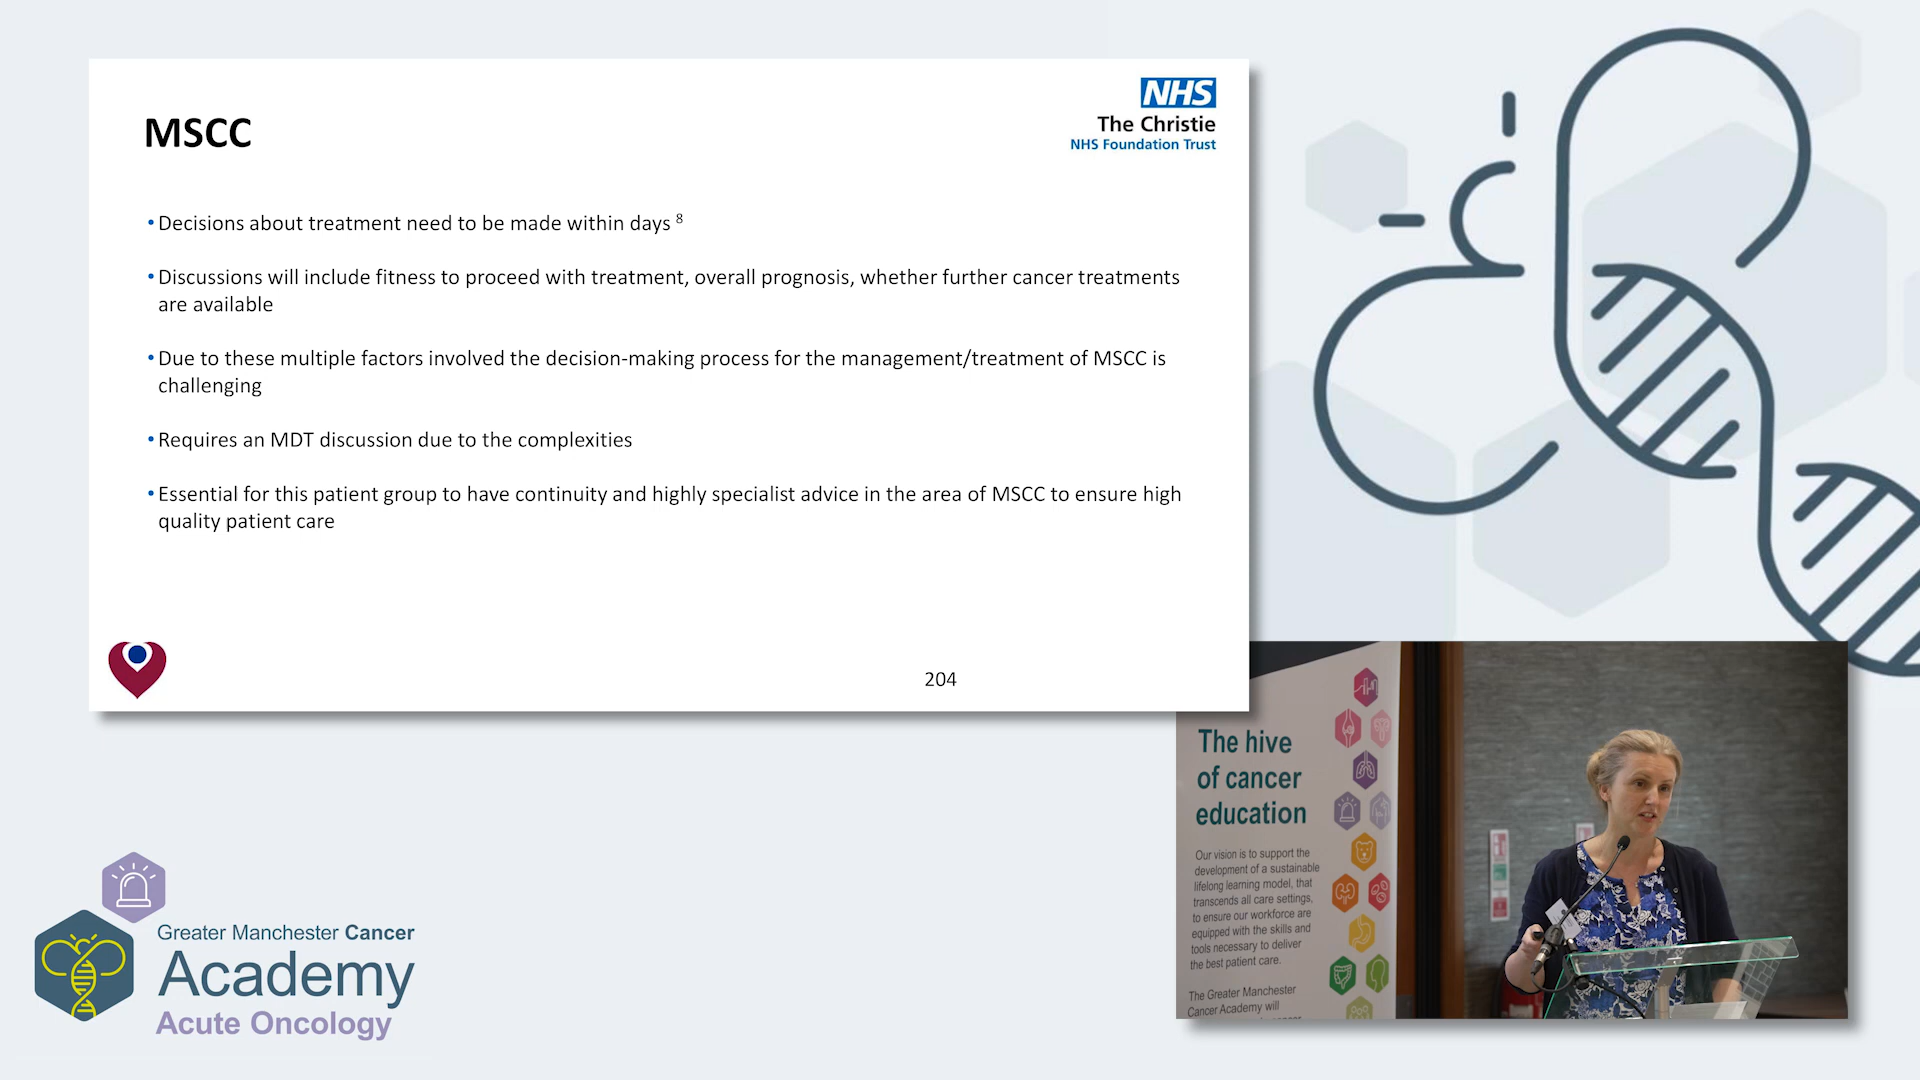 MSCC
NHS
The Christie
NHS Foundation Trust
•Decisions about treatment need to be made within days 8
•Discussions will include fitness to proceed with treatment, overall prognosis, whether further cancer treatments
are available
•Due to these multiple factors involved the decision-making process for the management/treatment of MSCC is
challenging
•Requires an MDT discussion due to the complexities
•Essential for this patient group to have continuity and highly specialist advice in the area of MSCC to ensure high
quality patient care
204
The hive
of cancer
education
Our vision is to support the
development of a sustainable
lifelong learning model, that
transcends all care settings,
to ensure our workforce are
equipped with the skills and
tools necessary to deliver
the best patient care.
The Greater Manchester
Cancer Academy will
Greater Manchester Cancer
Academy
Acute Oncology